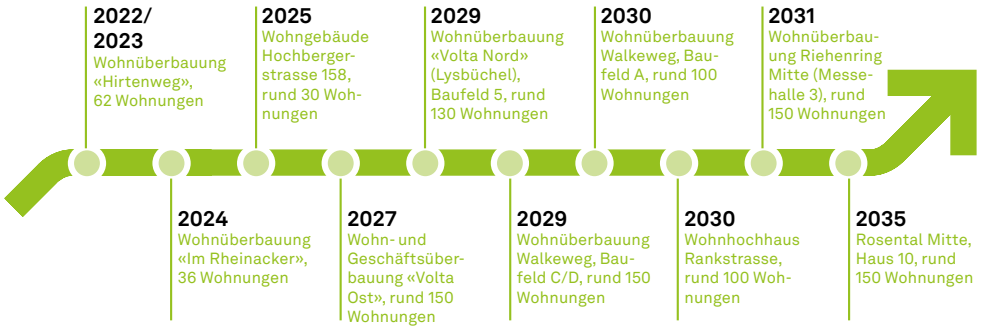 2022/
2023
Wohnüberbauung
«Hirtenweg»,
62 Wohnungen
2024
Wohnüberbauung
«Im Rheinacker»,
36 Wohnungen
2025
Wohngebäude
Hochberger-
strasse 158,
rund 30 Woh-
nungen
2027
Wohn- und
Geschäftsüber-
bauung «Volta
Ost», rund 150
Wohnungen
2029
Wohnüberbauung
«Volta Nord»
(Lysbüchel),
Baufeld 5, rund
130 Wohnungen
2029
Wohnüberbauung
Walkeweg, Bau-
feld C/D, rund 150
Wohnungen
2030
Wohnüberbauung
Walkeweg, Bau-
feld A, rund 100
Wohnungen
2030
Wohnhochhaus
Rankstrasse,
rund 100 Woh-
nungen
2031
Wohnüberbau-
ung Riehenring
Mitte (Messe-
halle 3), rund
150 Wohnungen
2035
Rosental Mitte,
Haus 10, rund
150 Wohnungen